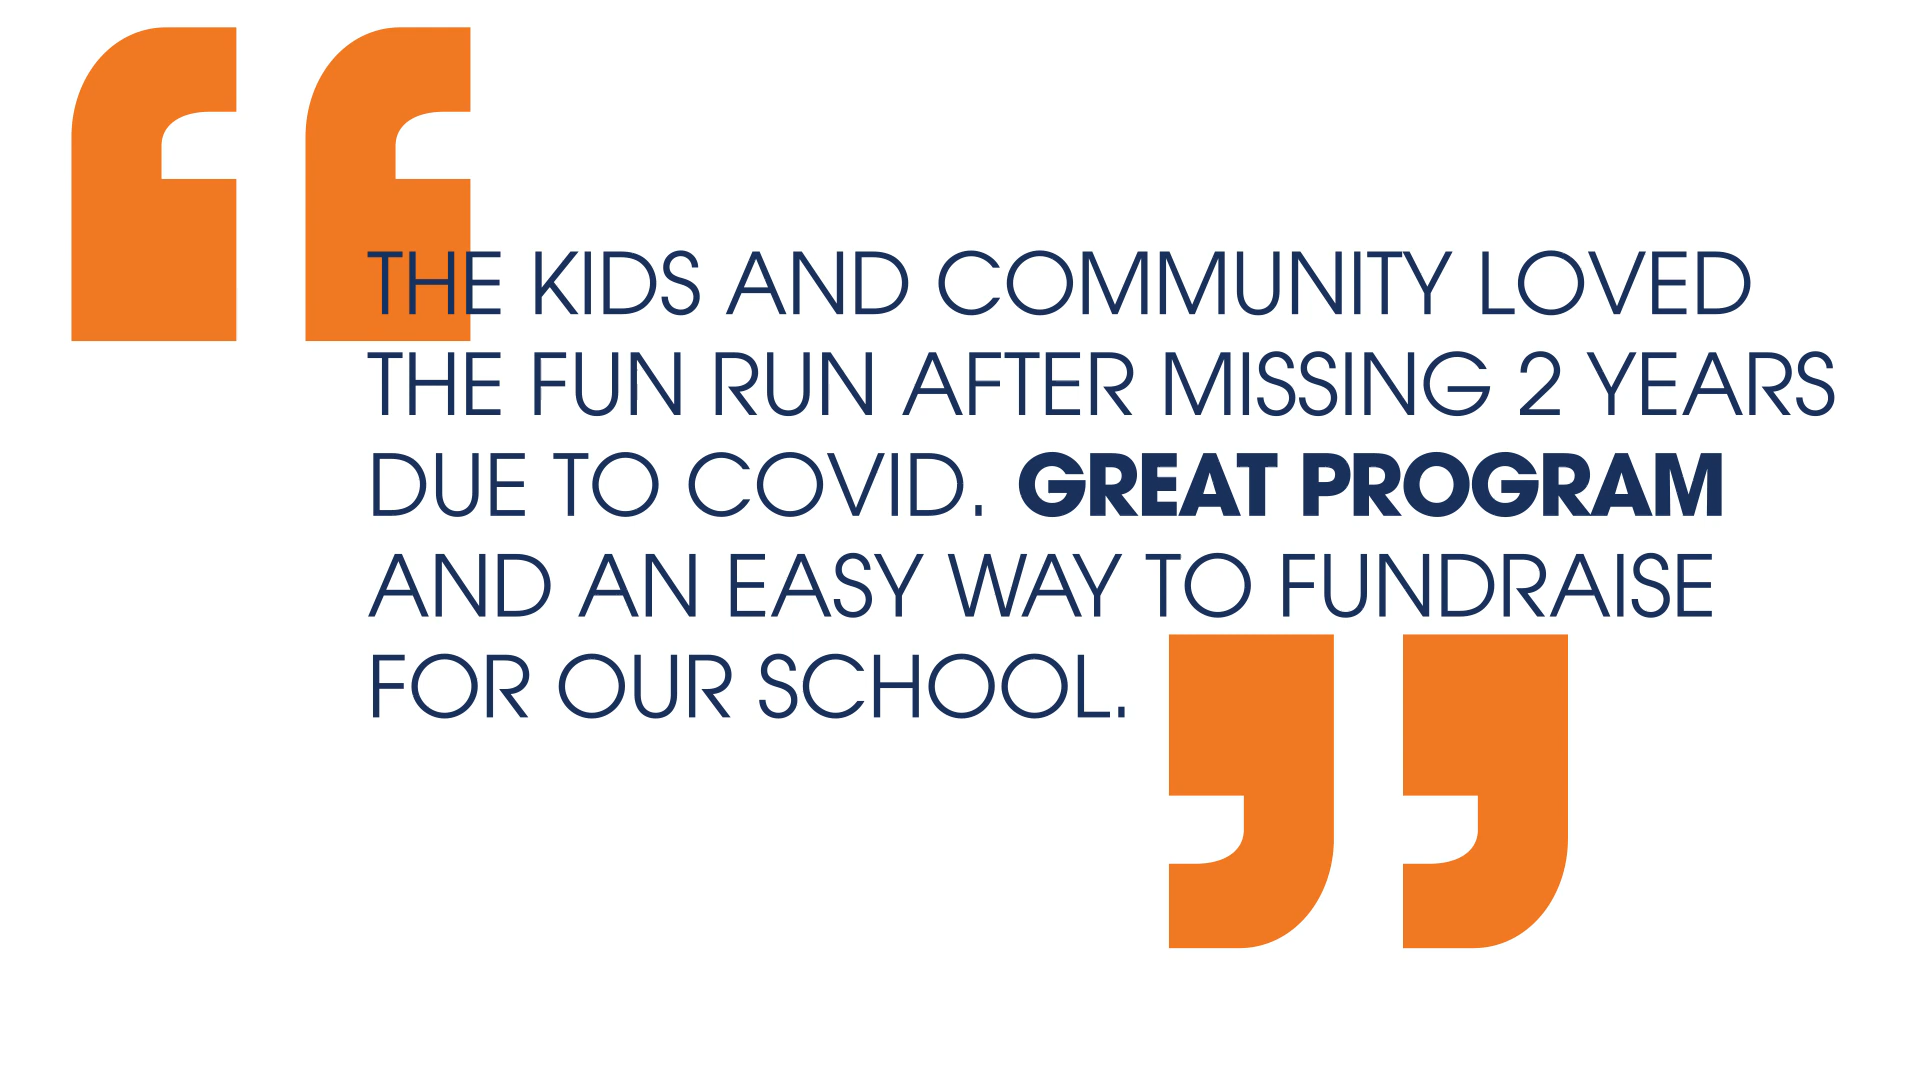 “THE KIDS AND COMMUNITY LOVED
THE FUN RUN AFTER MISSING 2 YEARS
DUE TO COVID. GREAT PROGRAM
AND AN EASY WAY TO FUNDRAISE
FOR OUR SCHOOL.”